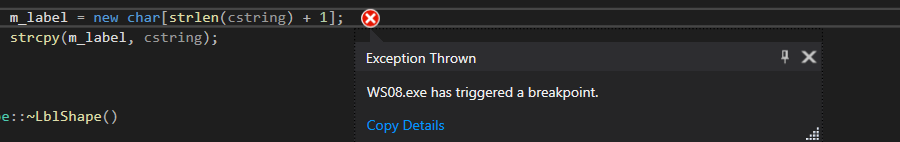 m_label = new char[strlen(cstring) + 1];
strcpy(m_label, cstring);
Exception Thrown
WS08.exe has triggered a breakpoint.
pe::~LblShape()
Copy Details